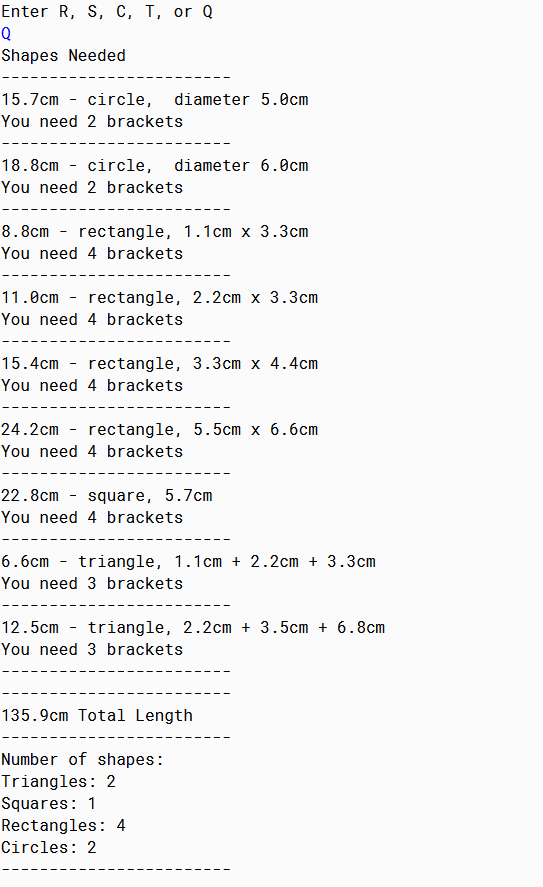 Enter R, S, C, T, or Q
Q
Shapes Needed
------------------------
15.7cm - circle,  diameter 5.0cm
You need 2 brackets
------------------------
18.8cm - circle,  diameter 6.0cm
You need 2 brackets
------------------------
8.8cm - rectangle, 1.1cm x 3.3cm
You need 4 brackets
------------------------
11.0cm - rectangle, 2.2cm x 3.3cm
You need 4 brackets
------------------------
15.4cm - rectangle, 3.3cm x 4.4cm
You need 4 brackets
------------------------
24.2cm - rectangle, 5.5cm x 6.6cm
You need 4 brackets
------------------------
22.8cm - square, 5.7cm
You need 4 brackets
------------------------
6.6cm - triangle, 1.1cm + 2.2cm + 3.3cm
You need 3 brackets
------------------------
12.5cm - triangle, 2.2cm + 3.5cm + 6.8cm
You need 3 brackets
------------------------
------------------------
135.9cm Total Length
------------------------
Number of shapes:
Triangles: 2
Squares: 1
Rectangles: 4
Circles: 2
------------------------